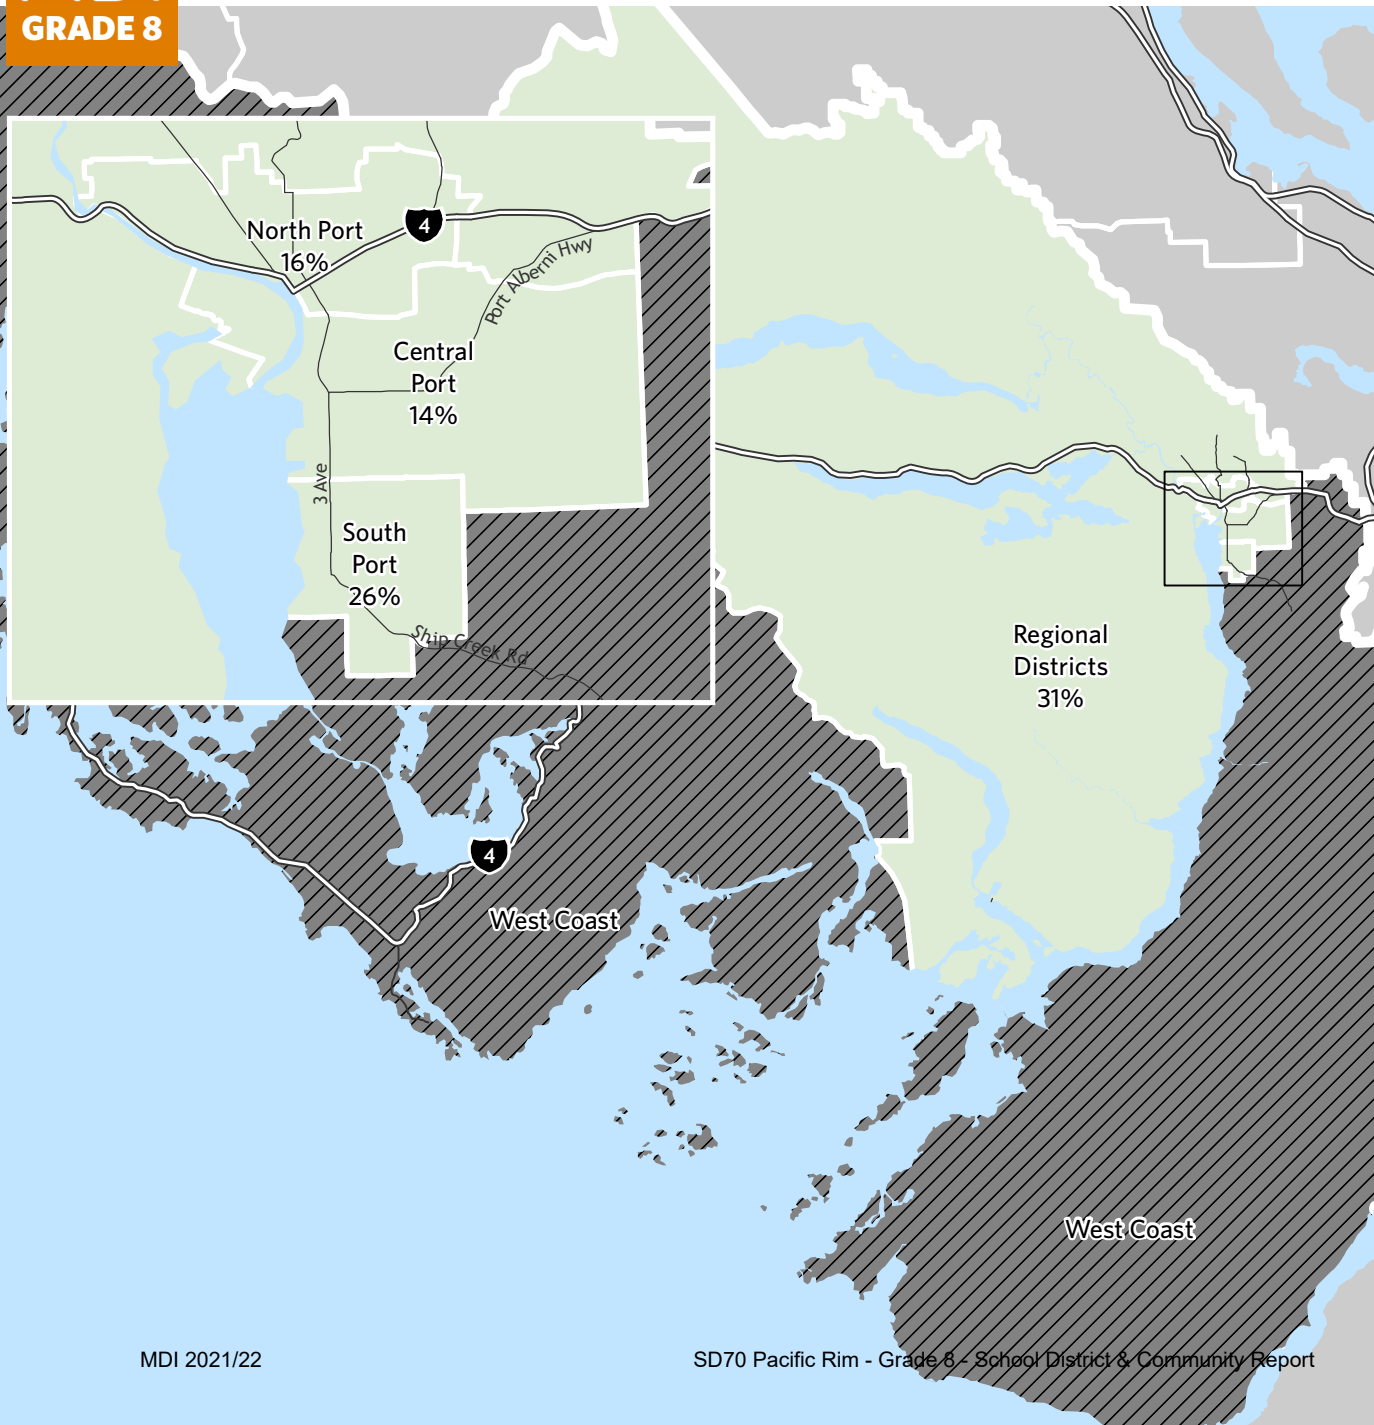 GRADE 8
North Port
16%
4
Port Alberni Hwy
Central
Port
14%
3 Ave
South
Port
26%
Ship Creek Rd
Regional
Districts
31%
4
West Coast
West Coast
MDI 2021/22
SD70 Pacific Rim - Grade 8 - School District & Community Report